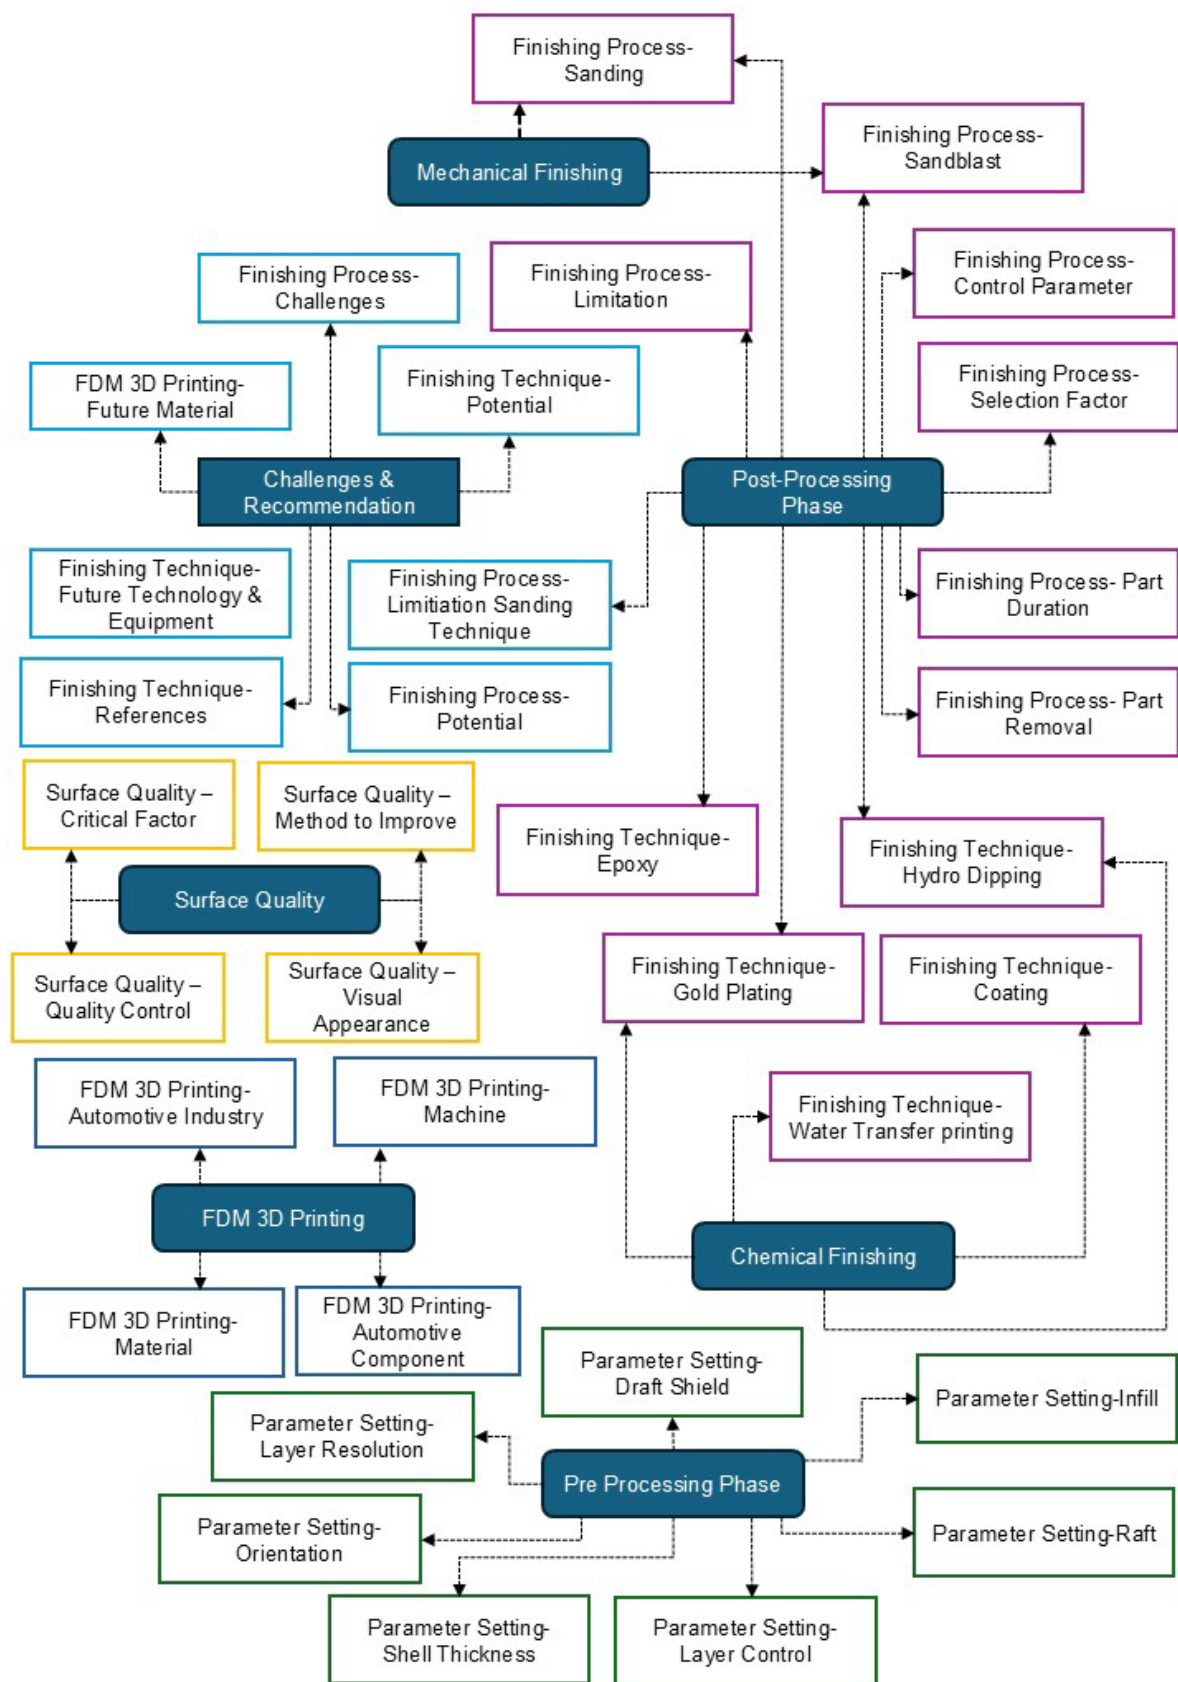 Finishing Process-
Sanding
Mechanical Finishing
Finishing Process-
Sandblast
Finishing Process-
Challenges
Finishing Process-
Limitation
Finishing Process-
Control Parameter
FDM 3D Printing-
Future Material
Finishing Technique-
Potential
Finishing Process-
Selection Factor
Challenges &
Recommendation
Post-Processing
Phase
Finishing Technique-
Future Technology &
Equipment
Finishing Process-
Limitiation Sanding
Technique
Finishing Process- Part
Duration
Finishing Technique-
References
Finishing Process-
Potential
Finishing Process- Part
Removal
Surface Quality –
Critical Factor
Surface Quality –
Method to Improve
Finishing Technique-
Epoxy
Finishing Technique-
Hydro Dipping
Surface Quality
Surface Quality –
Quality Control
Surface Quality –
Visual
Appearance
Finishing Technique-
Gold Plating
Finishing Technique-
Coating
FDM 3D Printing-
Automotive Industry
FDM 3D Printing-
Machine
Finishing Technique-
Water Transfer printing
FDM 3D Printing
Chemical Finishing
FDM 3D Printing-
Material
FDM 3D Printing-
Automotive
Component
Parameter Setting-
Draft Shield
Parameter Setting-Infill
Parameter Setting-
Layer Resolution
Pre Processing Phase
Parameter Setting-
Orientation
Parameter Setting-Raft
Parameter Setting-
Shell Thickness
Parameter Setting-
Layer Control